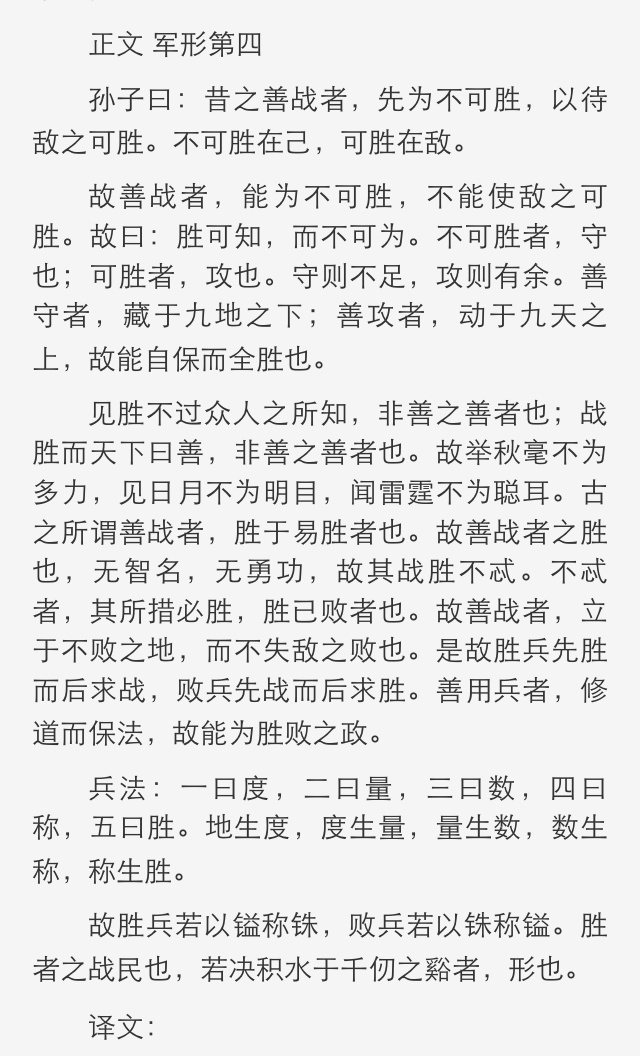 正文 军形第四
孙子曰：昔之善战者，先为不可胜，以待
敌之可胜。不可胜在己，可胜在敌。
故善战者，能为不可胜，不能使敌之可
胜。故曰：胜可知，而不可为。不可胜者，守
也；可胜者，攻也。守则不足，攻则有余。善
守者，藏于九地之下；善攻者，动于九天之
上，故能自保而全胜也。
见胜不过众人之所知，非善之善者也；战
胜而天下曰善，非善之善者也。故举秋毫不为
多力，见日月不为明目，闻雷霆不为聪耳。古
之所谓善战者，胜于易胜者也。故善战者之胜
也，无智名，无勇功，故其战胜不忒。不忒
者，其所措必胜，胜已败者也。故善战者，立
于不败之地，而不失敌之败也。是故胜兵先胜
而后求战，败兵先战而后求胜。善用兵者，修
道而保法，故能为胜败之政。
兵法：一曰度，二曰量，三曰数，四曰
称，五曰胜。地生度，度生量，量生数，数生
称，称生胜。
故胜兵若以镒称铢，败兵若以铢称镒。胜
者之战民也，若决积水于千仞之谿者，形也。
译文：